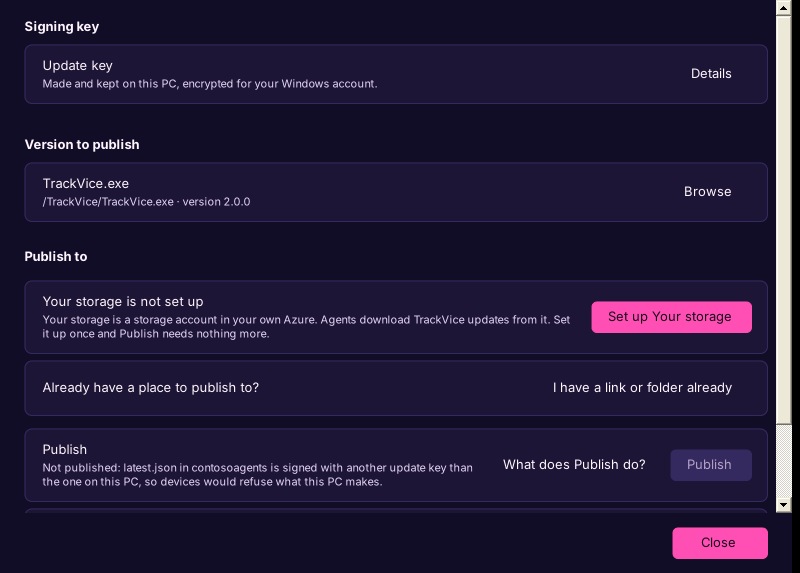 Signing key
Update key
Made and kept on this PC, encrypted for your Windows account.
Details
Version to publish
TrackVice.exe
/TrackVice/TrackVice.exe · version 2.0.0
Browse
Publish to
Your storage is not set up
Your storage is a storage account in your own Azure. Agents download TrackVice updates from it. Set
it up once and Publish needs nothing more.
Set up Your storage
Already have a place to publish to?
I have a link or folder already
Publish
Not published: latest.json in contosoagents is signed with another update key than
the one on this PC, so devices would refuse what this PC makes.
What does Publish do?
Publish
Close